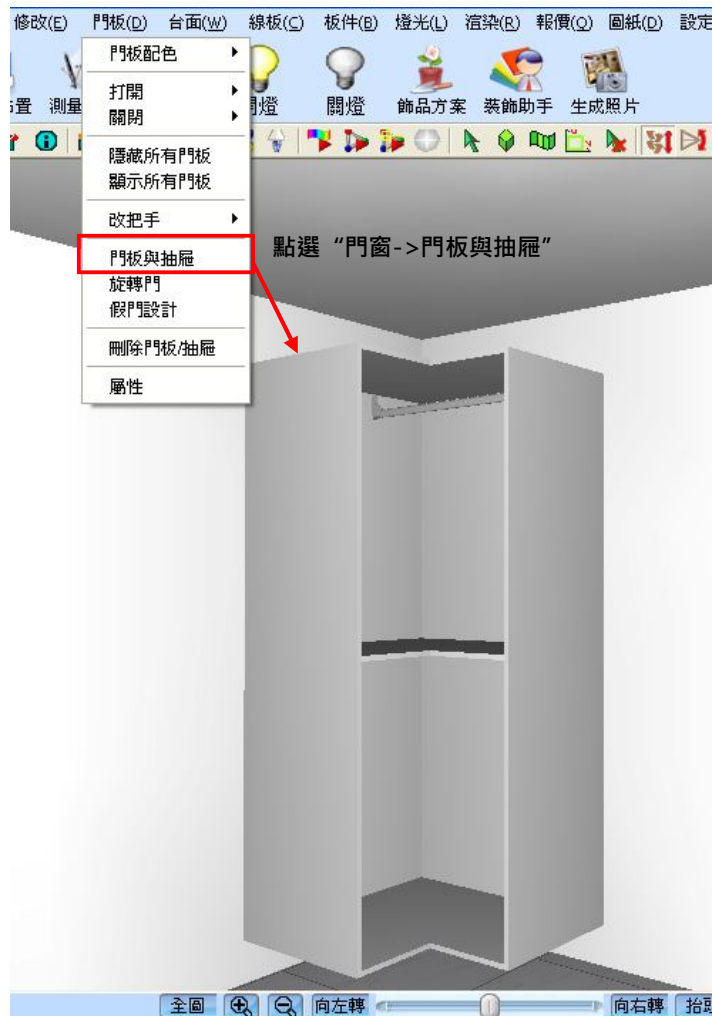 修改(E) 門板(D) 台面(W) 線板(C) 板件(B) 燈光(L) 渲染(R) 報價(Q) 圖紙(D) 設定
置 測量 燈 關燈 飾品方案 裝飾助手 生成照片
門板配色
打開
關閉
隱藏所有門板
顯示所有門板
改把手
門板與抽屜
旋轉門
假門設計
刪除門板/抽屜
屬性
點選“門窗->門板與抽屜”
全圖 向左轉 向右轉 抬頭